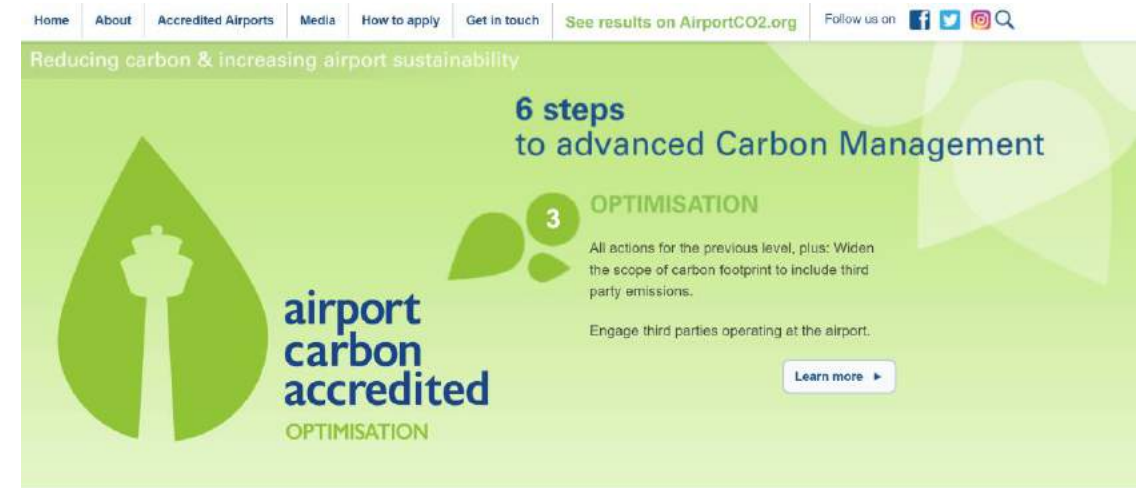 Home About Accredited Airports Media How to apply Get in touch See results on AirportCO2.org Follow us on
Reducing carbon & increasing airport sustainability
6 steps
to advanced Carbon Management
3 OPTIMISATION
All actions for the previous level, plus: Widen
the scope of carbon footprint to include third
party emissions.
Engage third parties operating at the airport.
Learn more
airport
carbon
accredited
OPTIMISATION